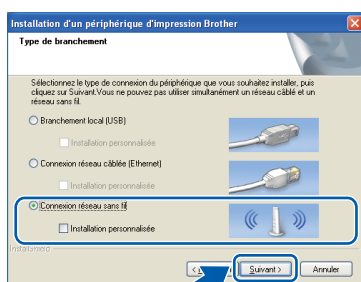 Installation d'un périphérique d'impression Brother
Type de branchement
Sélectionnez le type de connexion du périphérique que vous souhaitez installer, puis
cliquez sur Suivant.Vous ne pouvez pas utiliser simultanément un réseau câblé et un
réseau sans fil.
Branchement local (USB)
Installation personnalisée
Connexion réseau câblée (Ethernet)
Installation personnalisée
Connexion réseau sans fil
Installation personnalisée
InstallShield
Suivant > Annuler